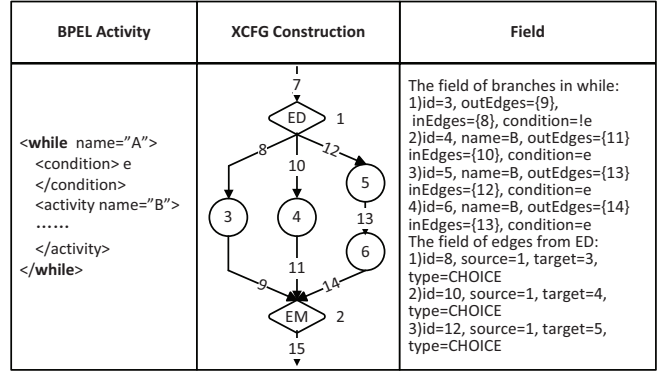 BPEL Activity
XCFG Construction
Field
<while name="A">
<condition> e
</condition>
<activity name="B">
......
</activity>
</while>
7
ED 1
8 10 12
5
3 4 13
6
11
9 14
EM 2
15
The field of branches in while:
1)id=3, outEdges={9},
inEdges={8}, condition=!e
2)id=4, name=B, outEdges={11}
inEdges={10}, condition=e
3)id=5, name=B, outEdges={13}
inEdges={12}, condition=e
4)id=6, name=B, outEdges={14}
inEdges={13}, condition=e
The field of edges from ED:
1)id=8, source=1, target=3,
type=CHOICE
2)id=10, source=1, target=4,
type=CHOICE
3)id=12, source=1, target=5,
type=CHOICE